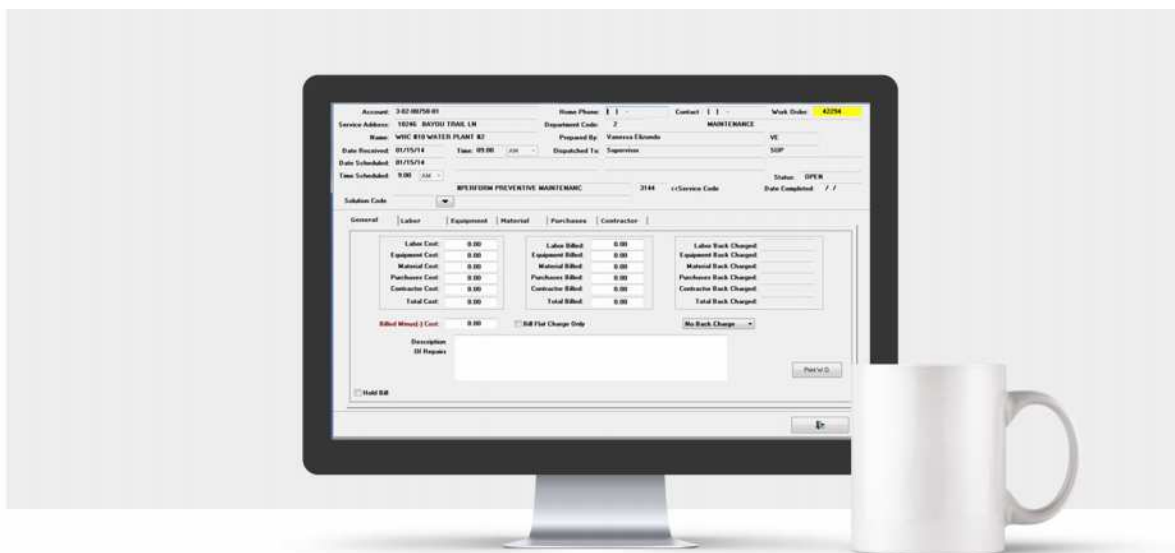 Account: 3-02-00750-01 Home Phone: ( ) - Contact ( ) - Work Order: 42294
Service Address: 10246 BAYOU TRAIL LN Department Code: 2 MAINTENANCE
Name: WHC #10 WATER PLANT #2 Prepared By: Vanessa Elizondo VE
Date Received: 01/15/14 Time: 09:00 AM Dispatched To: Supervisor SUP
Date Scheduled: 01/15/14
Time Scheduled: 9:00 AM Status: OPEN
#PERFORM PREVENTIVE MAINTENANC 3144 <<Service Code Date Completed: / /
Solution Code
General Labor Equipment Material Purchases Contractor
Labor Cost: 0.00 Labor Billed: 0.00 Labor Back Charged:
Equipment Cost: 0.00 Equipment Billed: 0.00 Equipment Back Charged:
Material Cost: 0.00 Material Billed: 0.00 Material Back Charged:
Purchases Cost: 0.00 Purchases Billed: 0.00 Purchases Back Charged:
Contractor Cost: 0.00 Contractor Billed: 0.00 Contractor Back Charged:
Total Cost: 0.00 Total Billed: 0.00 Total Back Charged:
Billed Minus(-) Cost: 0.00 Bill Flat Charge Only No Back Charge
Description
Of Repairs
Print W.O.
Hold Bill